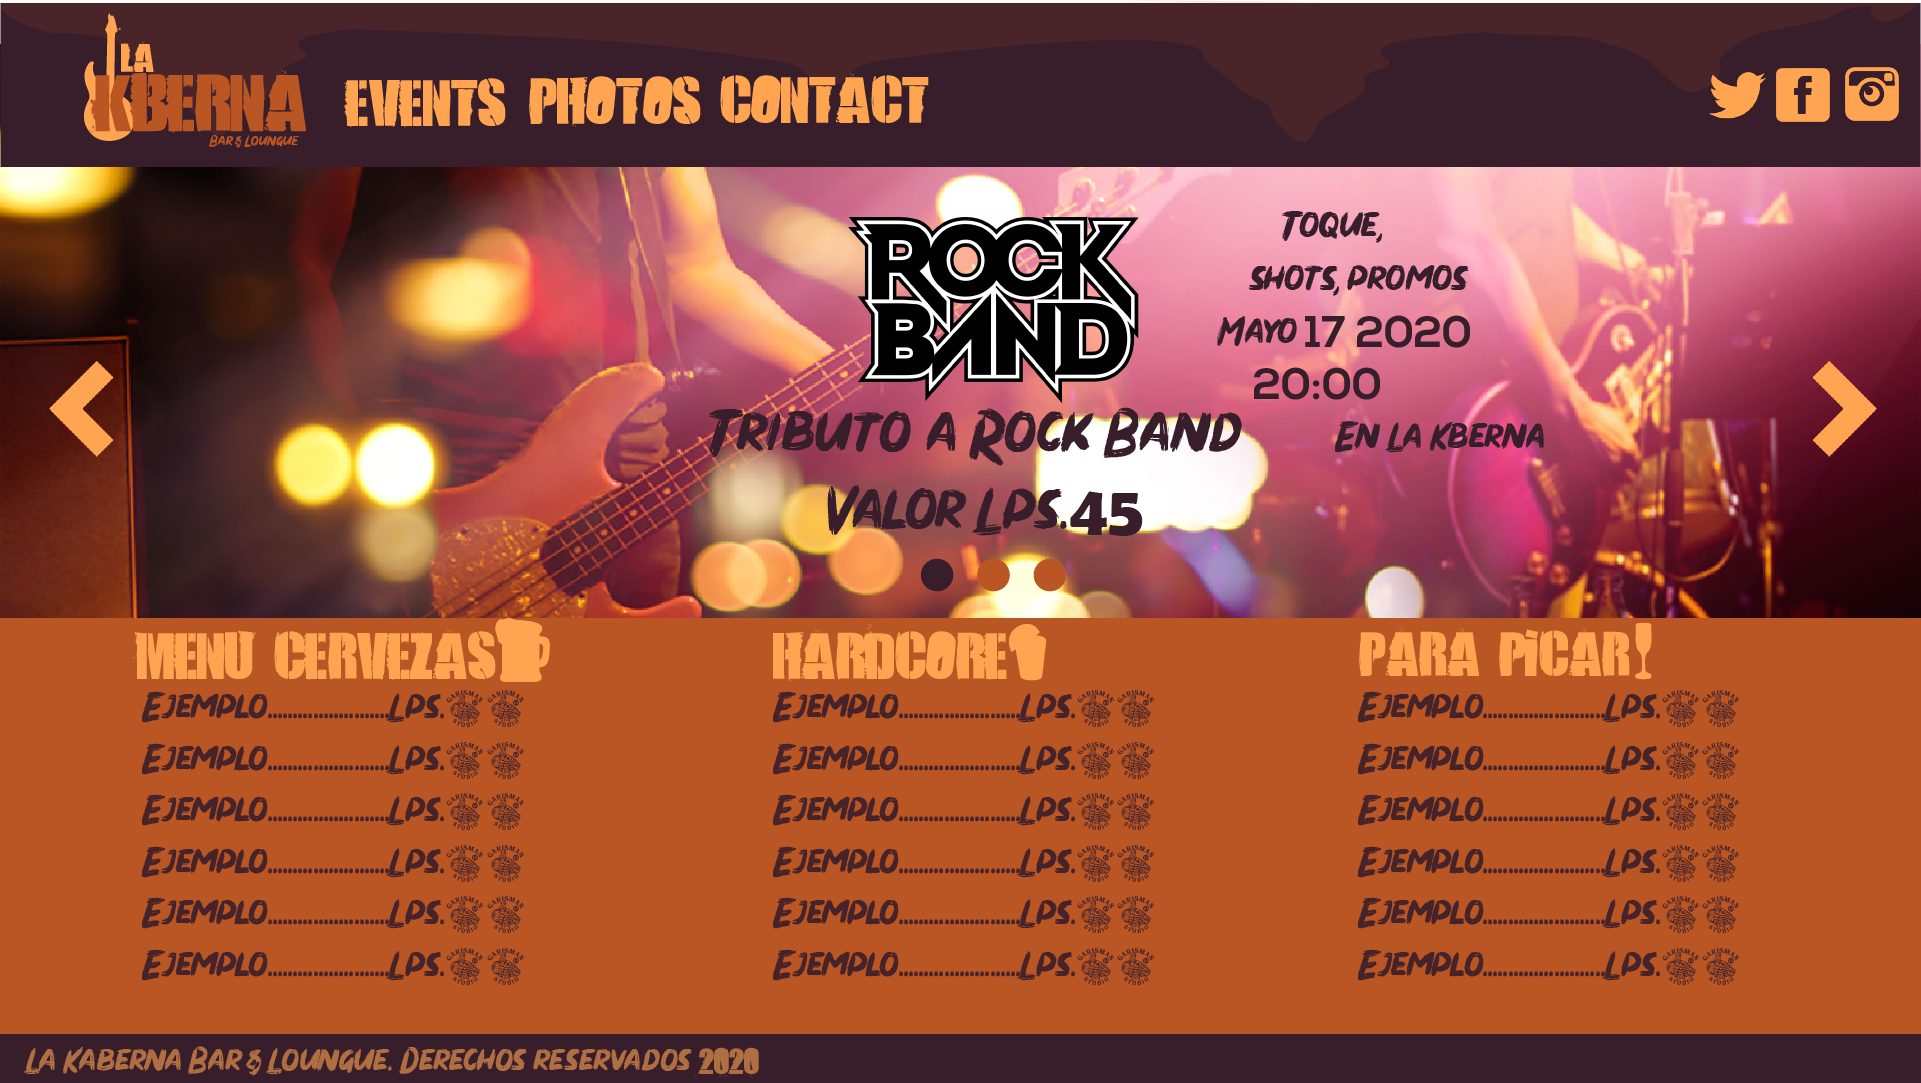 LA
KBERNA
BAR & LOUNGUE
EVENTS PHOTOS CONTACT
ROCK
BAND
TRIBUTO A ROCK BAND
VALOR LPS.45
TOQUE,
SHOTS, PROMOS
MAYO 17 2020
20:00
EN LA KBERNA
MENU CERVEZAS
EJEMPLO........................LPS.
EJEMPLO........................LPS.
EJEMPLO........................LPS.
EJEMPLO........................LPS.
EJEMPLO........................LPS.
EJEMPLO........................LPS.
HARDCORE
EJEMPLO........................LPS.
EJEMPLO........................LPS.
EJEMPLO........................LPS.
EJEMPLO........................LPS.
EJEMPLO........................LPS.
EJEMPLO........................LPS.
PARA PiCAR
EJEMPLO........................LPS.
EJEMPLO........................LPS.
EJEMPLO........................LPS.
EJEMPLO........................LPS.
EJEMPLO........................LPS.
EJEMPLO........................LPS.
LA KABERNA BAR & LOUNGUE. DERECHOS RESERVADOS 2020